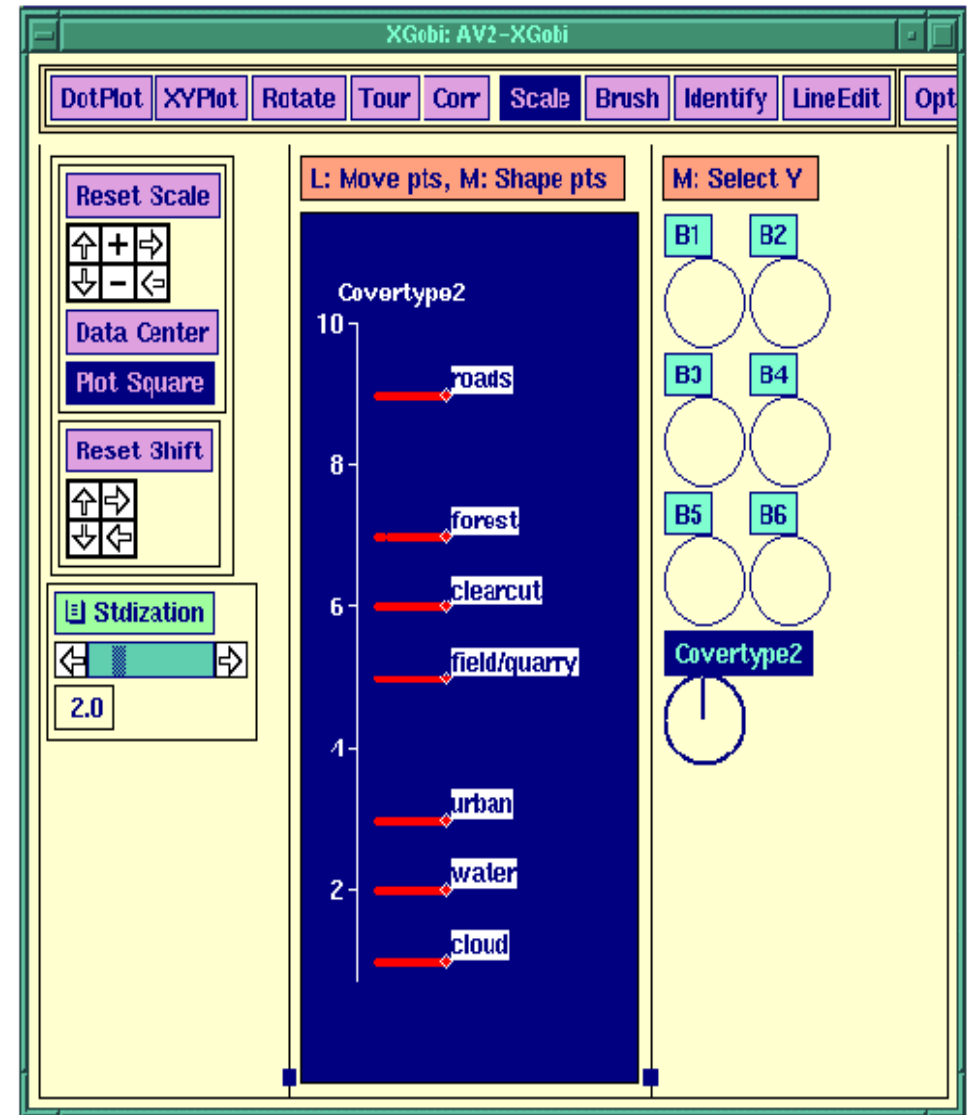 XGobi: AV2-XGobi
DotPlot XYPlot Rotate Tour Corr Scale Brush Identify LineEdit Opt
Reset Scale
+
-
Data Center
Plot Square
Reset Shift
Stdization
2.0
L: Move pts, M: Shape pts
Covertype2
10
roads
8
forest
clearcut
6
field/quarry
4
urban
water
2
cloud
M: Select Y
B1 B2
B3 B4
B5 B6
Covertype2